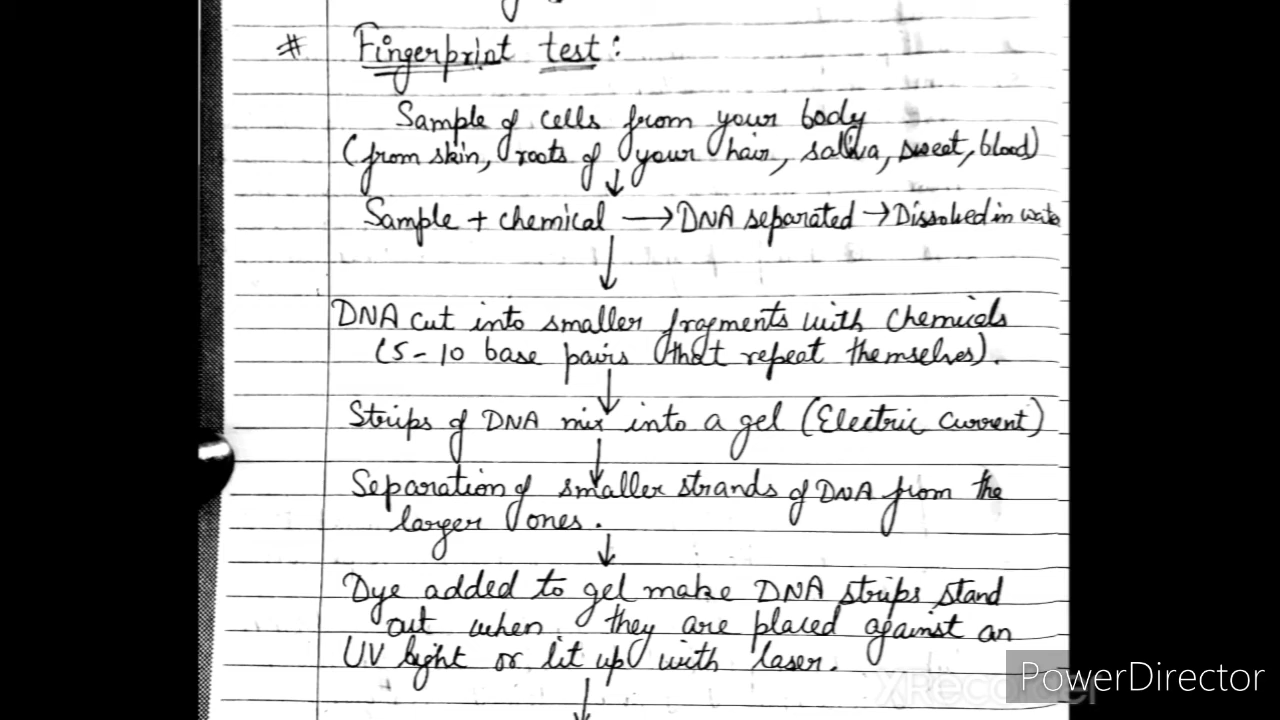 # Fingerprint test:
Sample of cells from your body
(from skin, roots of your hair, saliva, sweet, blood)
↓
Sample + chemical → DNA separated → Dissolved in water
↓
DNA cut into smaller fragments with chemicals
(5-10 base pairs that repeat themselves).
↓
Strips of DNA mix into a gel (Electric current)
↓
Separation of smaller strands of DNA from the
larger ones.
↓
Dye added to gel make DNA strips stand
out when they are placed against an
UV light or lit up with laser.
↓
XRecorder
PowerDirector